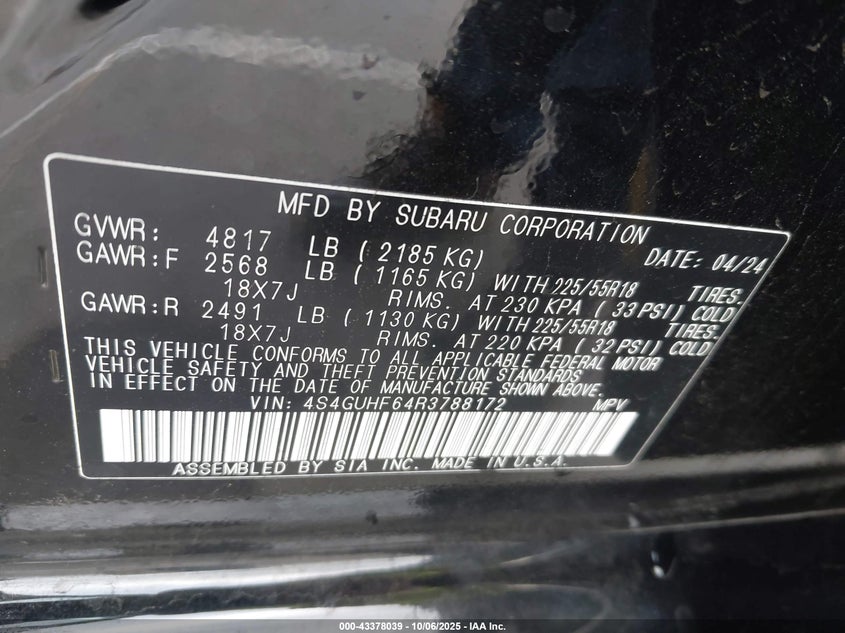 MFD BY SUBARU CORPORATION
GVWR: 4817 LB ( 2185 KG) DATE: 04/24
GAWR:F 2568 LB ( 1165 KG) WITH 225/55R18 TIRES.
18X7J RIMS. AT 230 KPA ( 33 PSI) COLD
GAWR:R 2491 LB ( 1130 KG) WITH 225/55R18 TIRES.
18X7J RIMS. AT 220 KPA ( 32 PSI) COLD.
THIS VEHICLE CONFORMS TO ALL APPLICABLE FEDERAL MOTOR
VEHICLE SAFETY AND THEFT PREVENTION STANDARDS
IN EFFECT ON THE DATE OF MANUFACTURE SHOWN ABOVE.
VIN: 4S4GUHF64R3788172 MPV
ASSEMBLED BY SIA INC. MADE IN U.S.A.
000-43378039 - 10/06/2025 - IAA Inc.